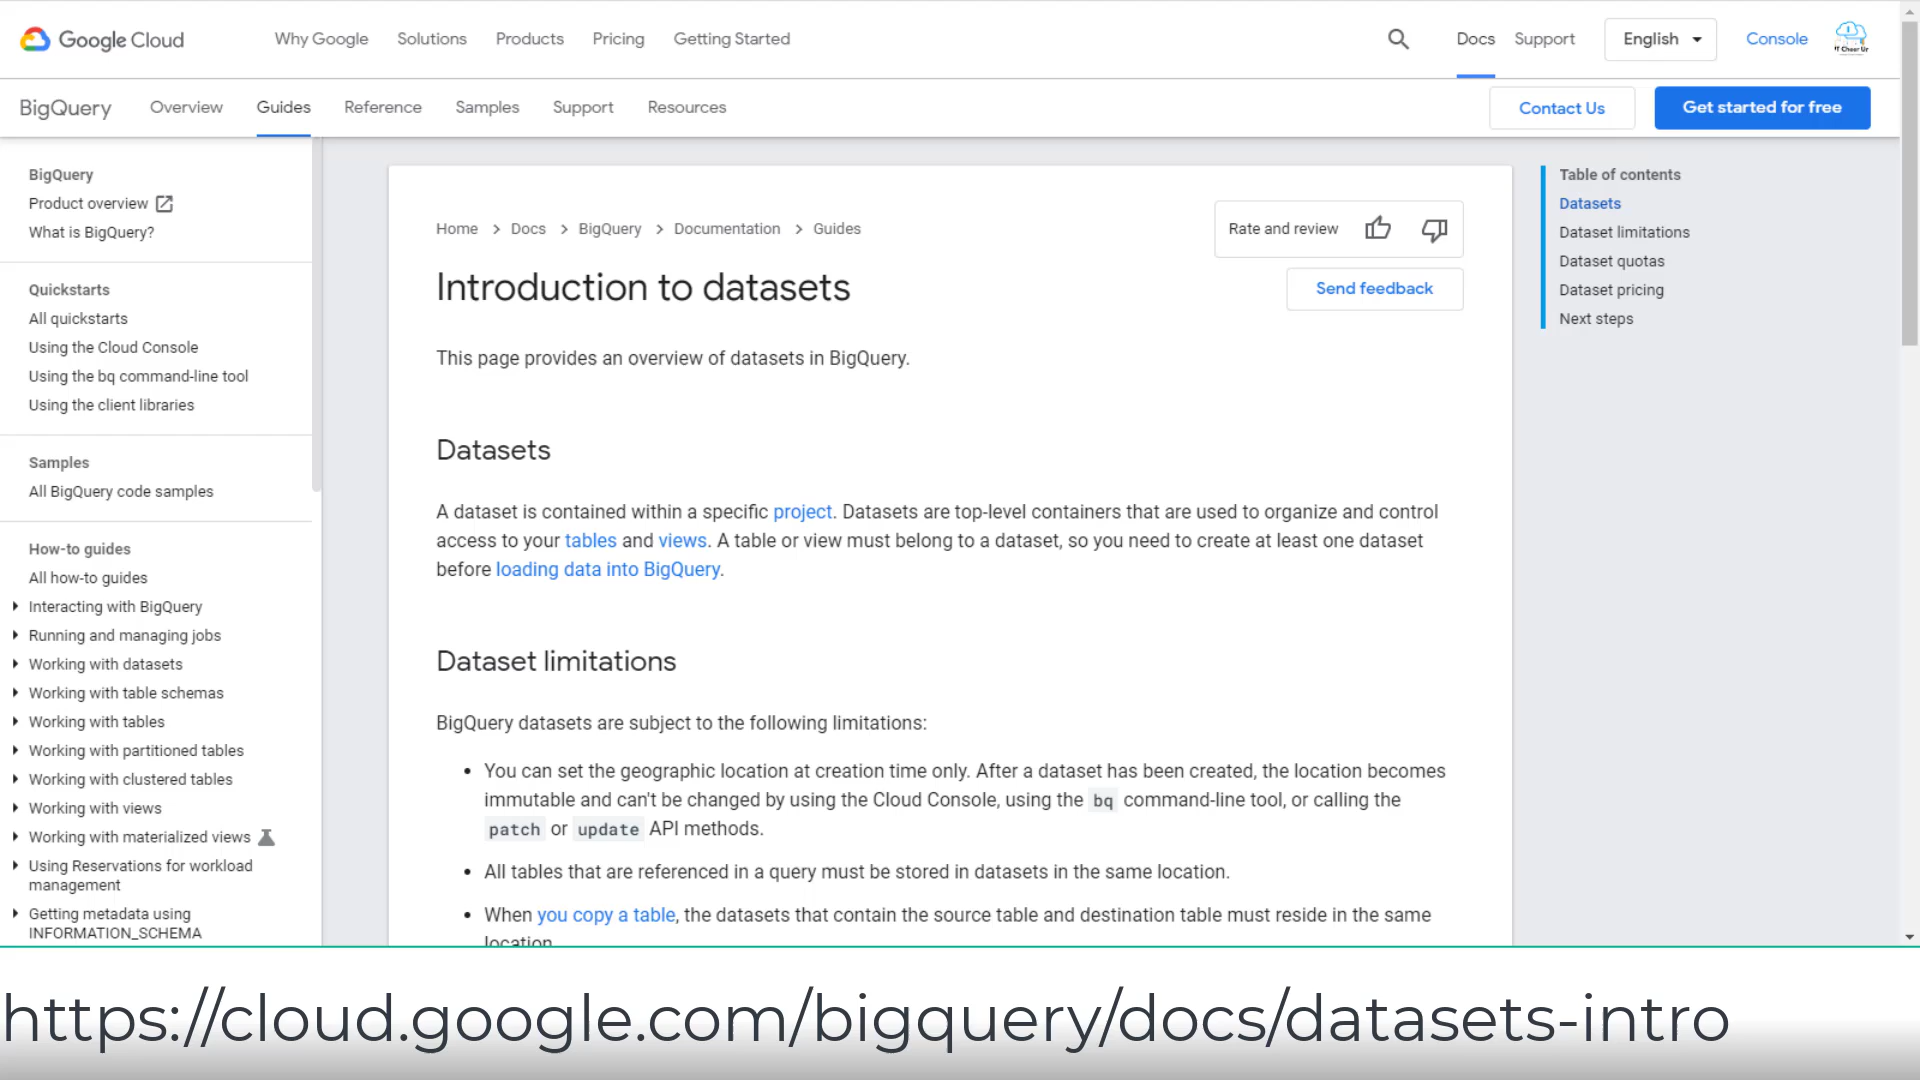 Google Cloud
Why Google
Solutions
Products
Pricing
Getting Started
Docs
Support
English
Console
IT Cheer Up
BigQuery
Overview
Guides
Reference
Samples
Support
Resources
Contact Us
Get started for free
BigQuery
Product overview
What is BigQuery?
Quickstarts
All quickstarts
Using the Cloud Console
Using the bq command-line tool
Using the client libraries
Samples
All BigQuery code samples
How-to guides
All how-to guides
Interacting with BigQuery
Running and managing jobs
Working with datasets
Working with table schemas
Working with tables
Working with partitioned tables
Working with clustered tables
Working with views
Working with materialized views
Using Reservations for workload
management
Getting metadata using
INFORMATION_SCHEMA
Home > Docs > BigQuery > Documentation > Guides
Rate and review
Send feedback
Introduction to datasets
This page provides an overview of datasets in BigQuery.
Datasets
A dataset is contained within a specific project. Datasets are top-level containers that are used to organize and control
access to your tables and views. A table or view must belong to a dataset, so you need to create at least one dataset
before loading data into BigQuery.
Dataset limitations
BigQuery datasets are subject to the following limitations:
• You can set the geographic location at creation time only. After a dataset has been created, the location becomes
immutable and can't be changed by using the Cloud Console, using the bq command-line tool, or calling the
patch or update API methods.
• All tables that are referenced in a query must be stored in datasets in the same location.
• When you copy a table, the datasets that contain the source table and destination table must reside in the same
location.
Table of contents
Datasets
Dataset limitations
Dataset quotas
Dataset pricing
Next steps
https://cloud.google.com/bigquery/docs/datasets-intro